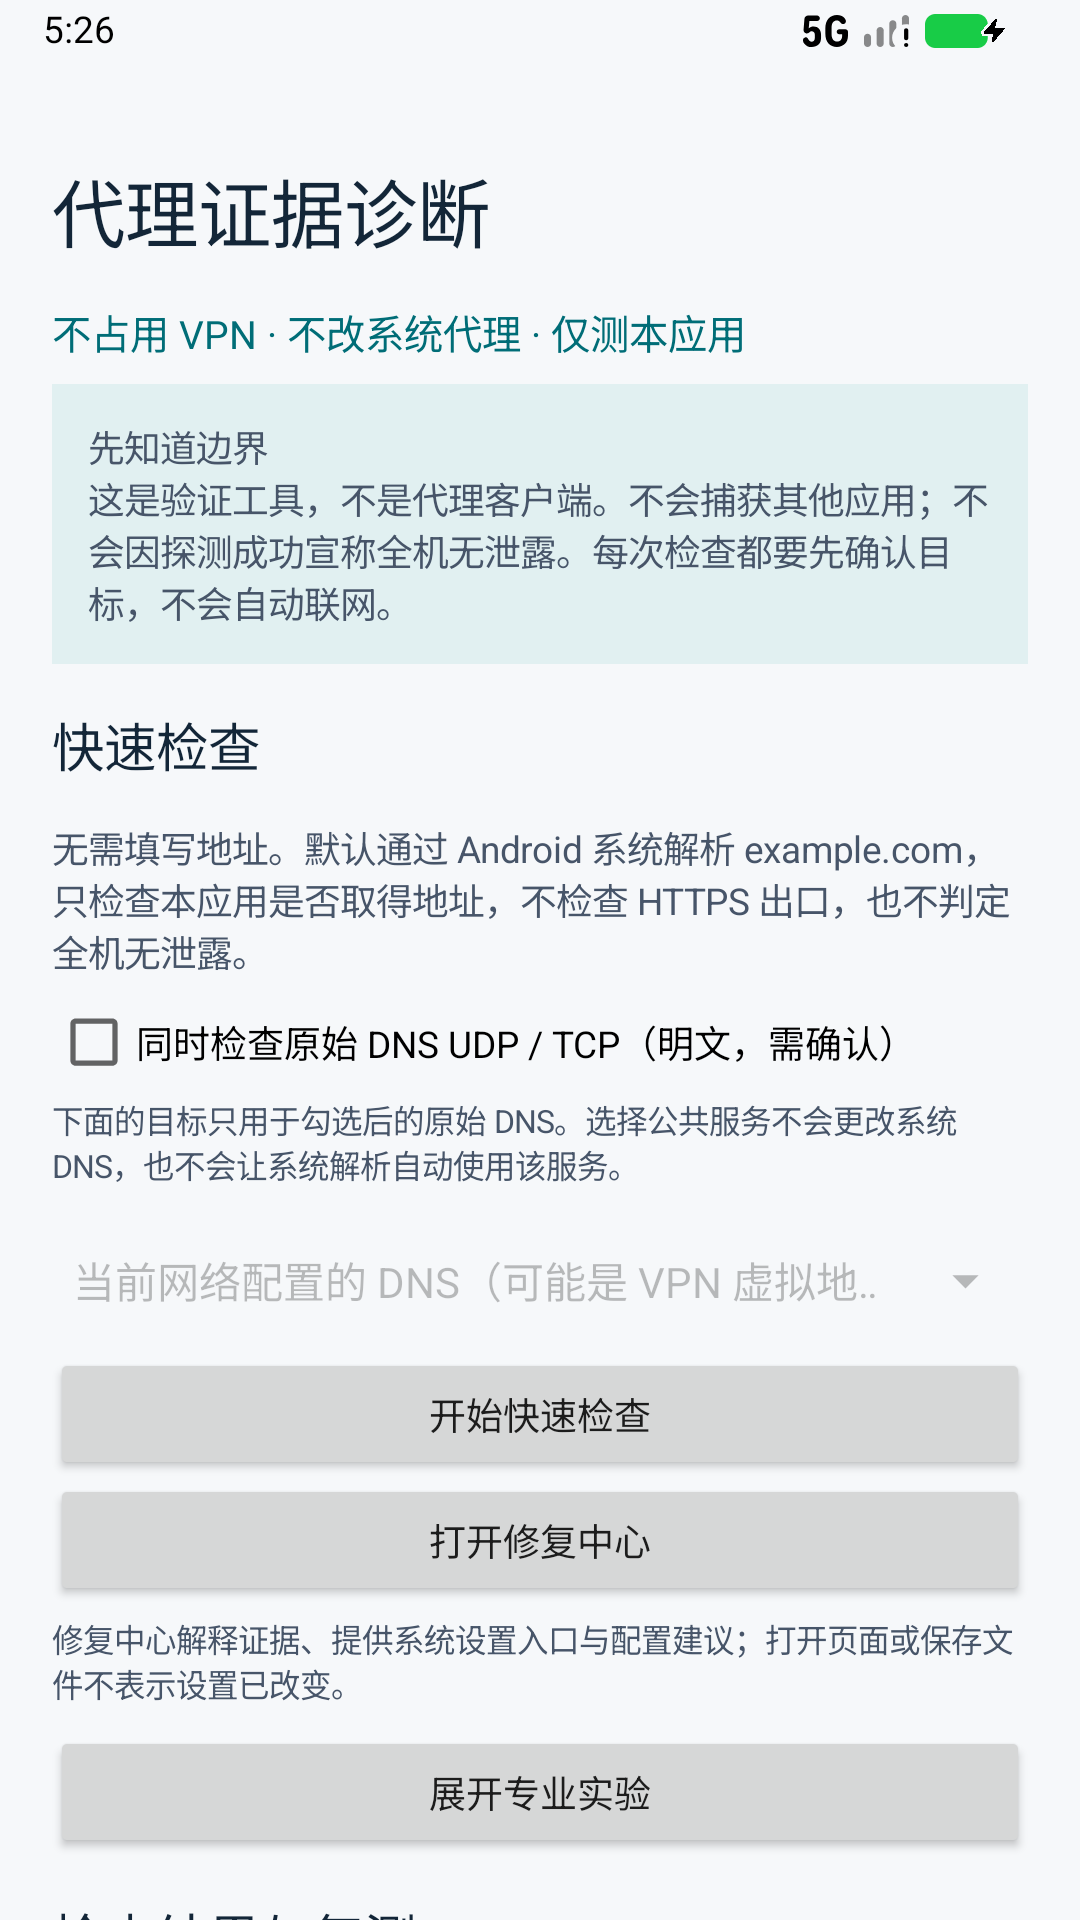 5:26
5G
代理证据诊断
不占用 VPN · 不改系统代理 · 仅测本应用
先知道边界
这是验证工具，不是代理客户端。不会捕获其他应用；不
会因探测成功宣称全机无泄露。每次检查都要先确认目
标，不会自动联网。
快速检查
无需填写地址。默认通过 Android 系统解析 example.com，
只检查本应用是否取得地址，不检查 HTTPS 出口，也不判定
全机无泄露。
同时检查原始 DNS UDP / TCP（明文，需确认）
下面的目标只用于勾选后的原始 DNS。选择公共服务不会更改系统
DNS，也不会让系统解析自动使用该服务。
当前网络配置的 DNS（可能是 VPN 虚拟地..
开始快速检查
打开修复中心
修复中心解释证据、提供系统设置入口与配置建议；打开页面或保存文
件不表示设置已改变。
展开专业实验